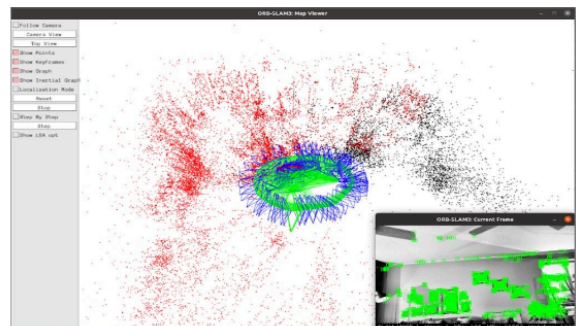 ORB-SLAM3: Map Viewer
Follow Camera
Camera View
Top View
Show Points
Show Keyframes
Show Graph
Show Inertial Graph
Localization Mode
Reset
Stop
Step By Step
Step
Show LBA opt
ORB-SLAM3: Current Frame